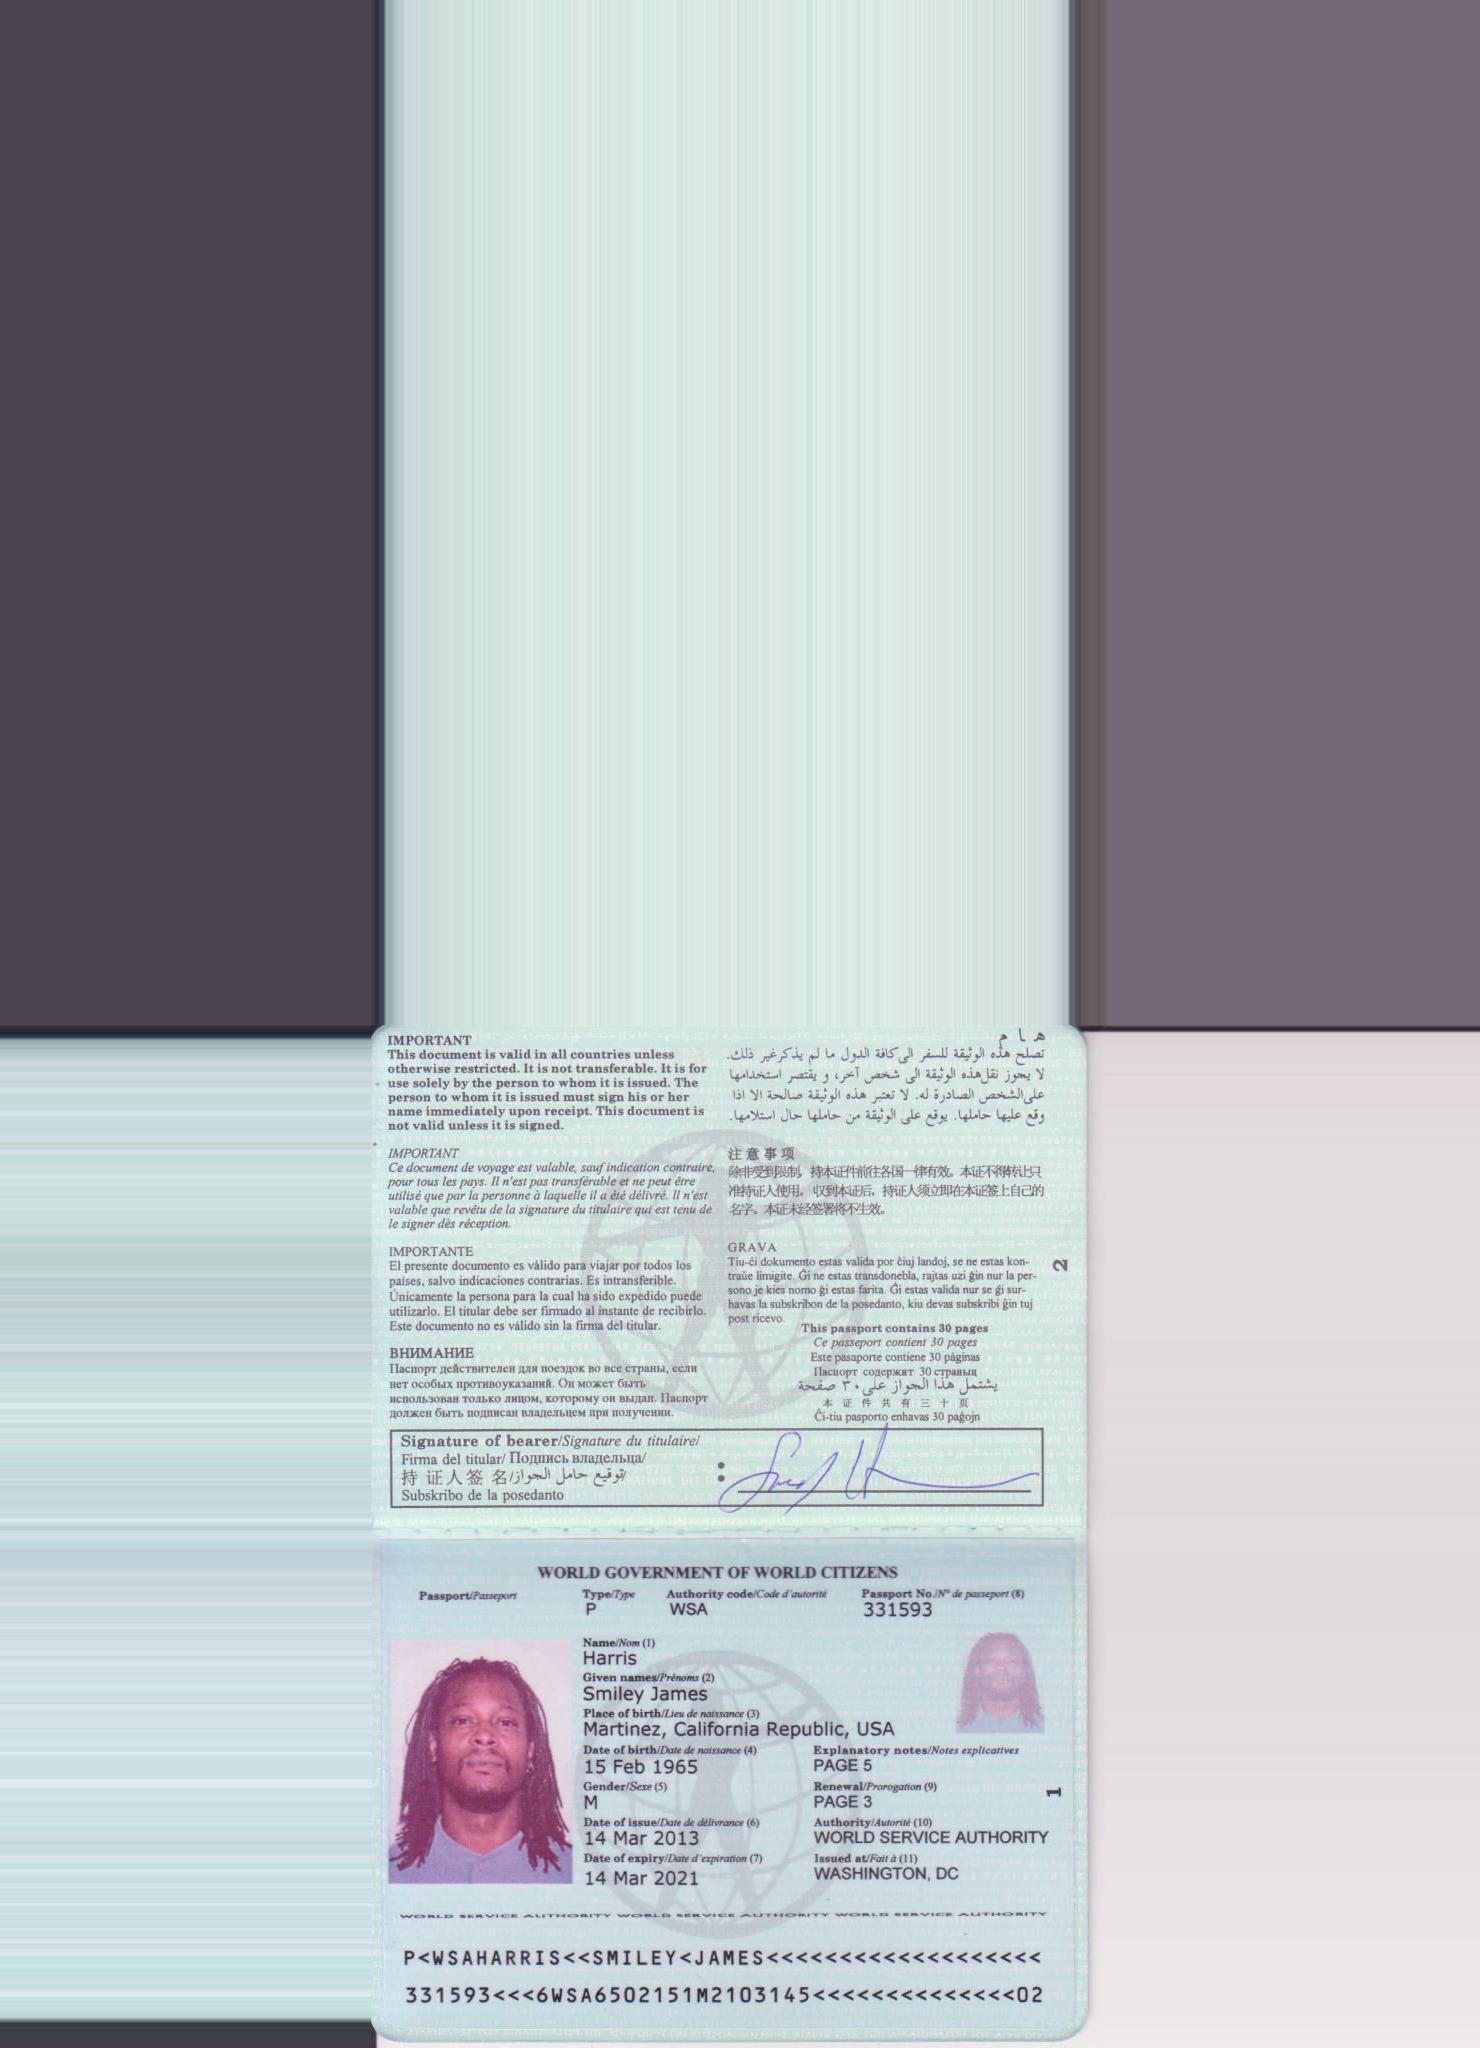 IMPORTANT
This document is valid in all countries unless
otherwise restricted. It is not transferable. It is for
use solely by the person to whom it is issued. The
person to whom it is issued must sign his or her
name immediately upon receipt. This document is
not valid unless it is signed.
IMPORTANT
Ce document de voyage est valable, sauf indication contraire,
pour tous les pays. Il n'est pas transférable et ne peut être
utilisé que par la personne à laquelle il a été délivré. Il n'est
valable que revêtu de la signature du titulaire qui est tenu de
le signer dès réception.
IMPORTANTE
El presente documento es válido para viajar por todos los
paises, salvo indicaciones contrarias. Es intransferible.
Únicamente la persona para la cual ha sido expedido puede
utilizarlo. El titular debe ser firmado al instante de recibirlo.
Este documento no es válido sin la firma del titular.
ВНИМАНИЕ
Паспорт действителен для поездок во все страны, если
нет особых противоуказаний. Он может быть
использован только лицом, которому он выдан. Паспорт
должен быть подписан владельцем при получении.
هـ ا م
تصلح هذه الوثيقة للسفر الى كافة الدول ما لم يذكر غير ذلك.
لا يجوز نقل هذه الوثيقة الى شخص آخر، و يقتصر استخدامها
على الشخص الصادرة له. لا تعتبر هذه الوثيقة صالحة الا اذا
وقع عليها حاملها. يوقع على الوثيقة من حاملها حال استلامها.
注意事项
除非受到限制，持本证件前往各国一律有效。本证不得转让只
准持证人使用。收到本证后，持证人须立即在本证签上自己的
名字。本证未经签署将不生效。
GRAVA
Tiu-ĉi dokumento estas valida por ĉiuj landoj, se ne estas kon-
traŭe limigite. Ĝi ne estas transdonebla, rajtas uzi ĝin nur la per-
sono je kies nomo ĝi estas farita. Ĝi estas valida nur se ĝi sur-
havas la subskribon de la posedanto, kiu devas subskribi ĝin tuj
post ricevo.
This passport contains 30 pages
Ce passeport contient 30 pages
Este pasaporte contiene 30 páginas
Паспорт содержит 30 страниц
يشتمل هذا الجواز على ٣٠ صفحة
本证件共有三十页
Ĉi-tiu pasporto enhavas 30 paĝojn
2
Signature of bearer/Signature du titulaire/
Firma del titular/ Подпись владельца/
持证人签名/توقيع حامل الجواز/
Subskribo de la posedanto
WORLD GOVERNMENT OF WORLD CITIZENS
Passport/Passeport Type/Type Authority code/Code d'autorité Passport No./N° de passeport (8)
P WSA 331593
Name/Nom (1)
Harris
Given names/Prénoms (2)
Smiley James
Place of birth/Lieu de naissance (3)
Martinez, California Republic, USA
Date of birth/Date de naissance (4) Explanatory notes/Notes explicatives
15 Feb 1965 PAGE 5
Gender/Sexe (5) Renewal/Prorogation (9)
M PAGE 3
1
Date of issue/Date de délivrance (6) Authority/Autorité (10)
14 Mar 2013 WORLD SERVICE AUTHORITY
Date of expiry/Date d'expiration (7) Issued at/Fait à (11)
14 Mar 2021 WASHINGTON, DC
WORLD SERVICE AUTHORITY WORLD SERVICE AUTHORITY WORLD SERVICE AUTHORITY
P<WSAHARRIS<<SMILEY<JAMES<<<<<<<<<<<<<<<<<<<
331593<<<6WSA6502151M2103145<<<<<<<<<<<<<<02